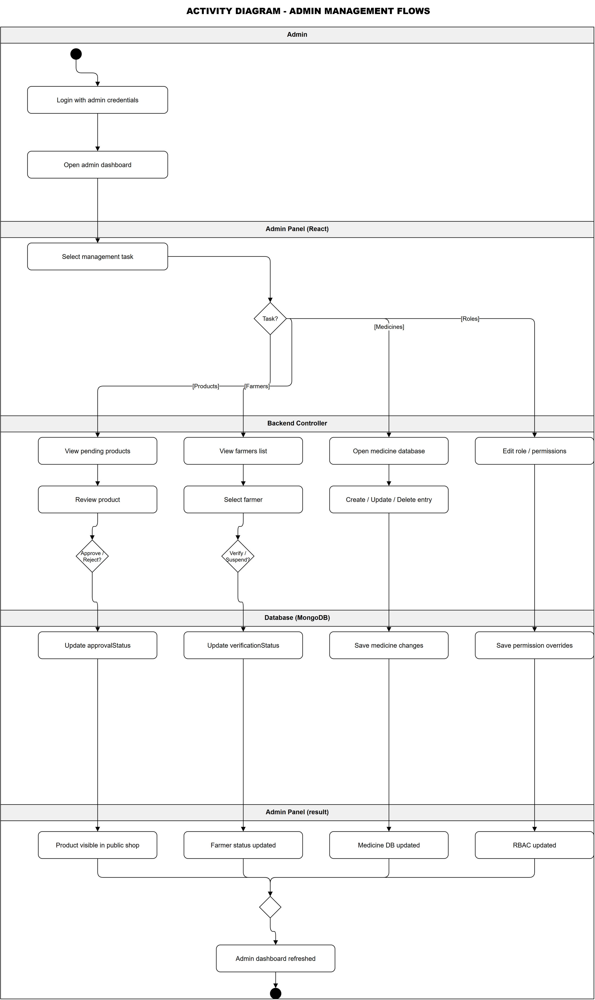 ACTIVITY DIAGRAM - ADMIN MANAGEMENT FLOWS
Admin
Login with admin credentials
Open admin dashboard
Admin Panel (React)
Select management task
Task?
[Roles]
[Medicines]
[Products]
[Farmers]
Backend Controller
View pending products
View farmers list
Open medicine database
Edit role / permissions
Review product
Select farmer
Create / Update / Delete entry
Approve /
Reject?
Verify /
Suspend?
Database (MongoDB)
Update approvalStatus
Update verificationStatus
Save medicine changes
Save permission overrides
Admin Panel (result)
Product visible in public shop
Farmer status updated
Medicine DB updated
RBAC updated
Admin dashboard refreshed